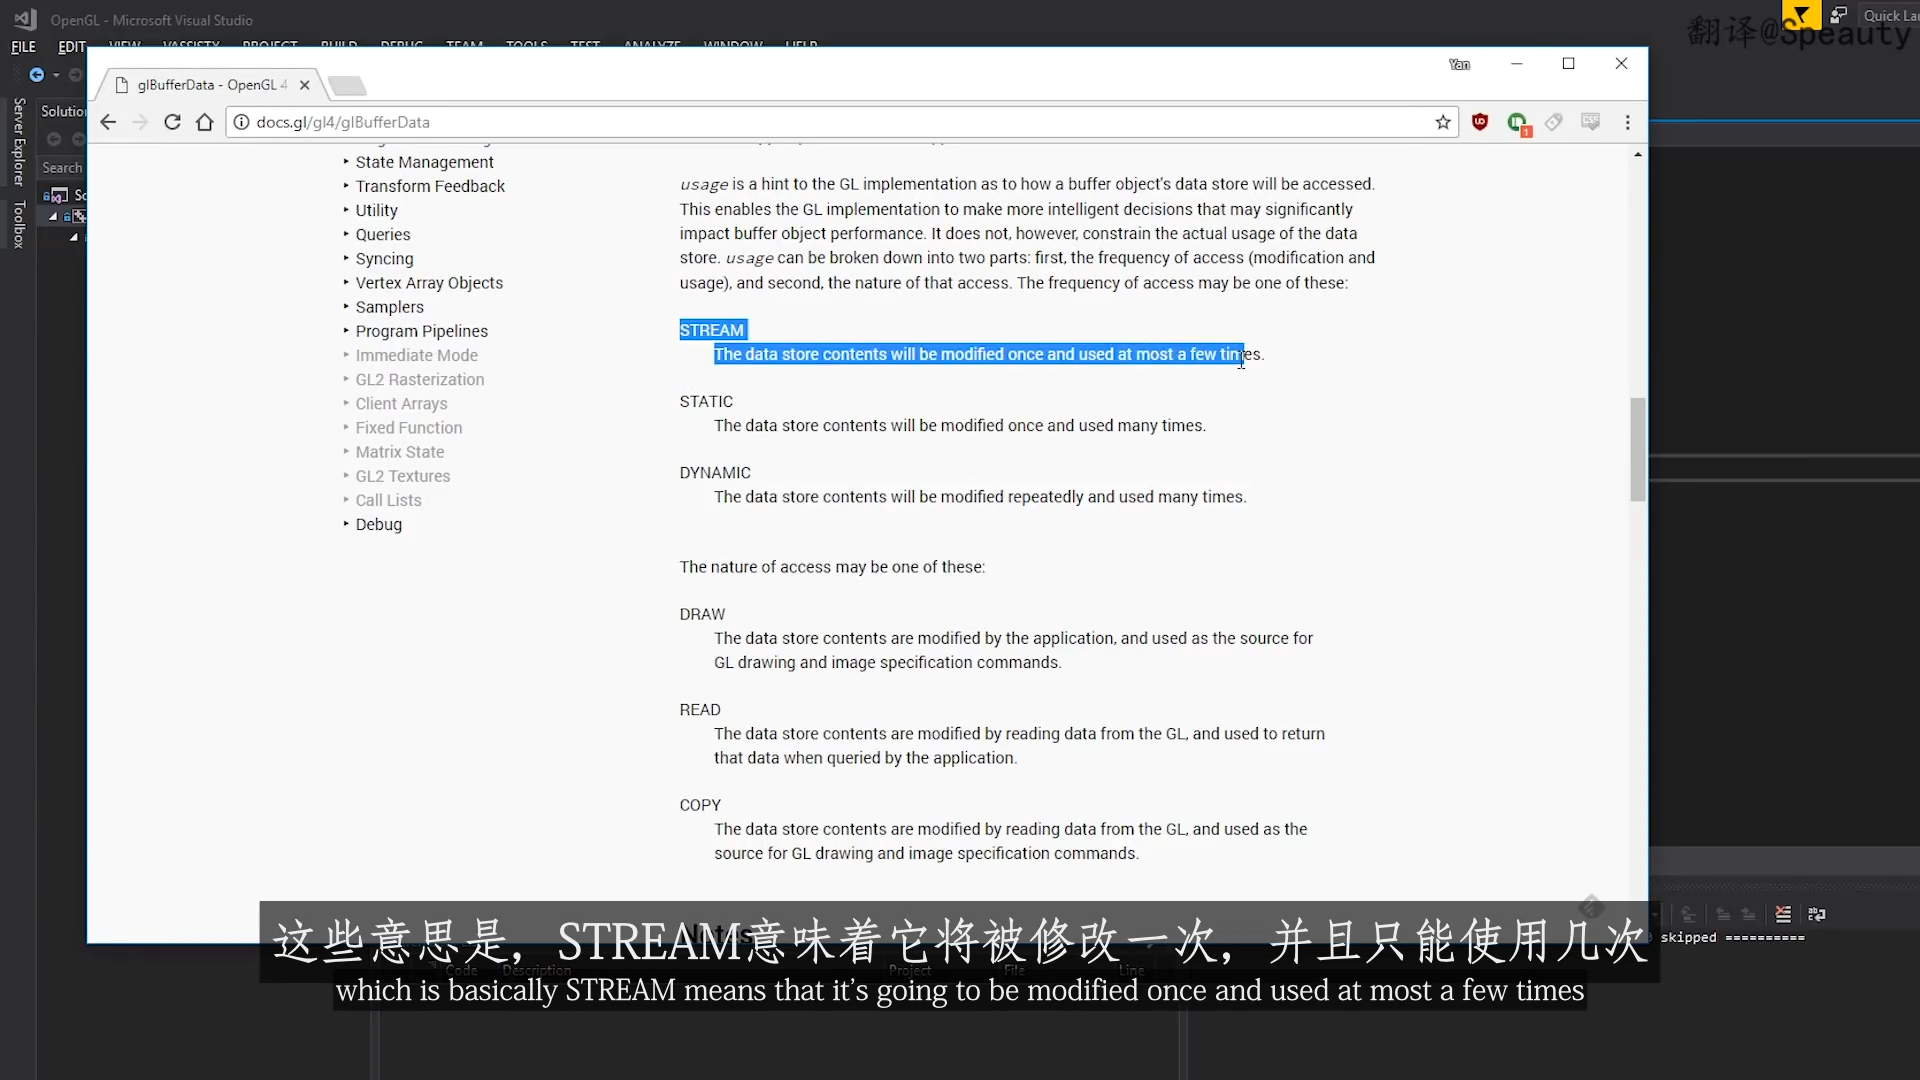 OpenGL - Microsoft Visual Studio
Quick Lau
翻译@Speauty
FILE EDIT VIEW VASSISTX PROJECT BUILD DEBUG TEAM TOOLS TEST ANALYZE WINDOW HELP
Yan
glBufferData - OpenGL 4
docs.gl/gl4/glBufferData
1
Server Explorer
Toolbox
Solution
Search
So
State Management
Transform Feedback
Utility
Queries
Syncing
Vertex Array Objects
Samplers
Program Pipelines
Immediate Mode
GL2 Rasterization
Client Arrays
Fixed Function
Matrix State
GL2 Textures
Call Lists
Debug
usage is a hint to the GL implementation as to how a buffer object's data store will be accessed.
This enables the GL implementation to make more intelligent decisions that may significantly
impact buffer object performance. It does not, however, constrain the actual usage of the data
store. usage can be broken down into two parts: first, the frequency of access (modification and
usage), and second, the nature of that access. The frequency of access may be one of these:
STREAM
The data store contents will be modified once and used at most a few times.
STATIC
The data store contents will be modified once and used many times.
DYNAMIC
The data store contents will be modified repeatedly and used many times.
The nature of access may be one of these:
DRAW
The data store contents are modified by the application, and used as the source for
GL drawing and image specification commands.
READ
The data store contents are modified by reading data from the GL, and used to return
that data when queried by the application.
COPY
The data store contents are modified by reading data from the GL, and used as the
source for GL drawing and image specification commands.
Notes
skipped ==========
这些意思是，STREAM意味着它将被修改一次，并且只能使用几次
Code Description Project File Line
which is basically STREAM means that it's going to be modified once and used at most a few times